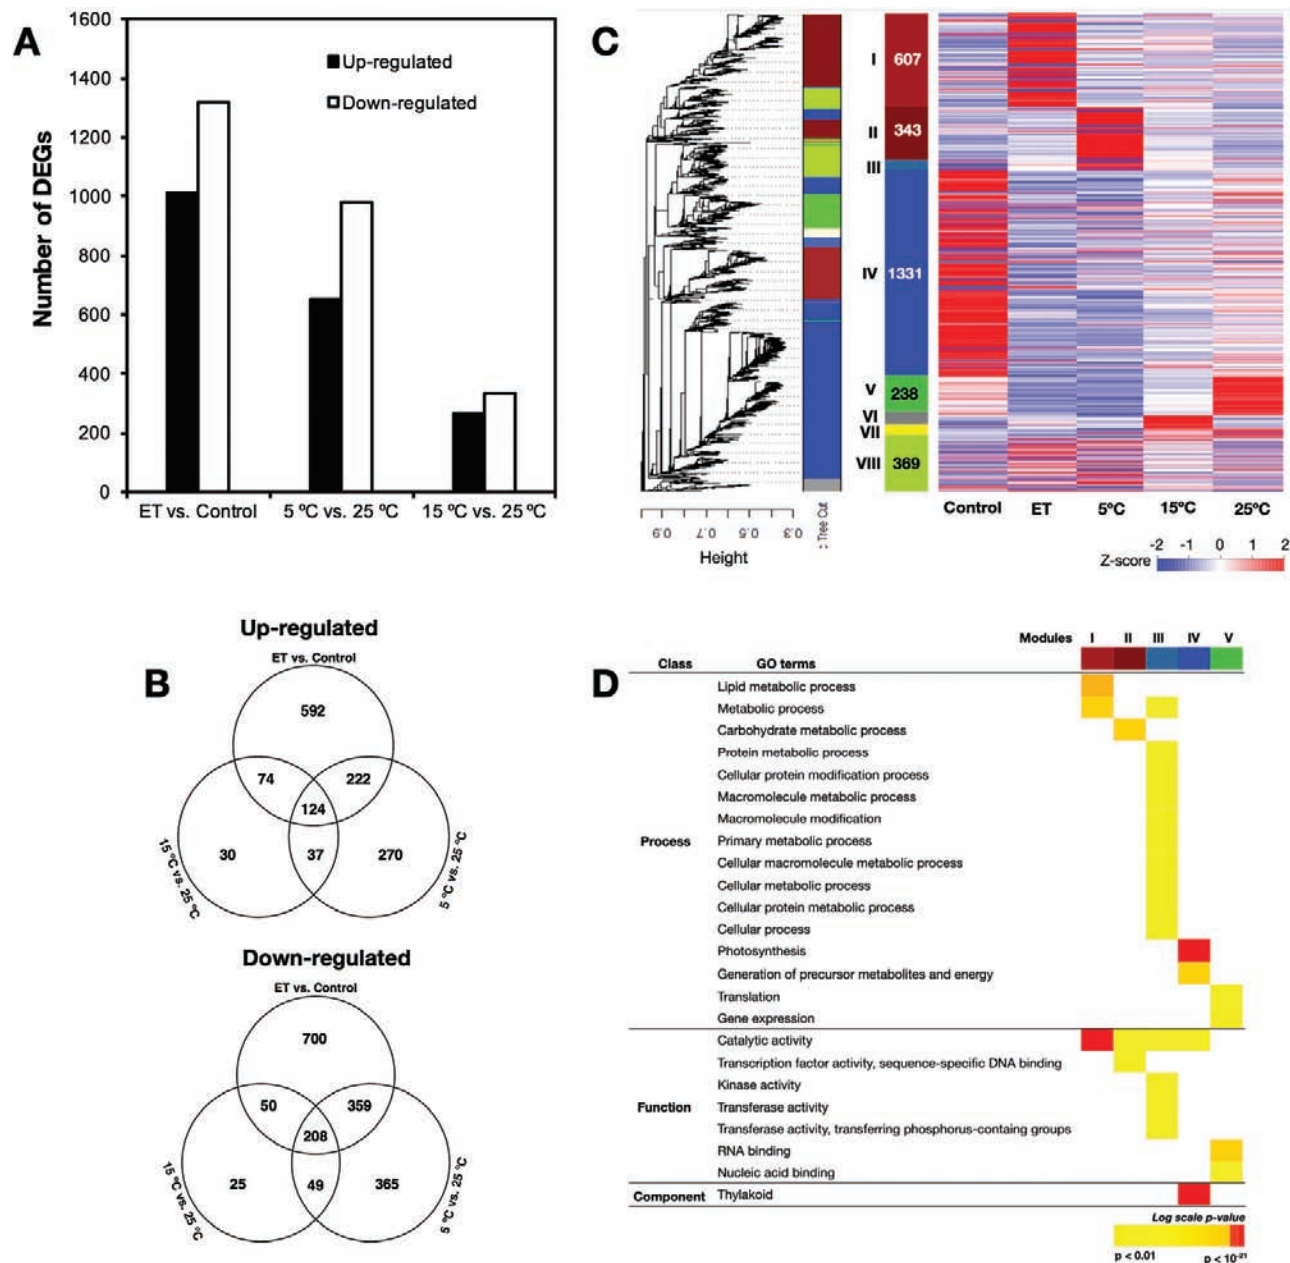 A
1600
1400
1200
1000
800
600
400
200
0
Number of DEGs
Up-regulated
Down-regulated
ET vs. Control
5 ºC vs. 25 ºC
15 ºC vs. 25 ºC
C
I
607
II
343
III
IV
1331
V
238
VI
VII
VIII
369
0.9
0.7
0.5
0.3
Height
Tree Cut
Control
ET
5ºC
15ºC
25ºC
Z-score
-2 -1 0 1 2
B
Up-regulated
ET vs. Control
592
74
222
124
30
37
270
15 ºC vs. 25 ºC
5 ºC vs. 25 ºC
Down-regulated
ET vs. Control
700
50
359
208
25
49
365
15 ºC vs. 25 ºC
5 ºC vs. 25 ºC
D
Modules I II III IV V
Class GO terms
Lipid metabolic process
Metabolic process
Carbohydrate metabolic process
Protein metabolic process
Cellular protein modification process
Macromolecule metabolic process
Macromolecule modification
Process Primary metabolic process
Cellular macromolecule metabolic process
Cellular metabolic process
Cellular protein metabolic process
Cellular process
Photosynthesis
Generation of precursor metabolites and energy
Translation
Gene expression
Catalytic activity
Transcription factor activity, sequence-specific DNA binding
Kinase activity
Function Transferase activity
Transferase activity, transferring phosphorus-containg groups
RNA binding
Nucleic acid binding
Component Thylakoid
Log scale p-value
p < 0.01 p < 10⁻²¹